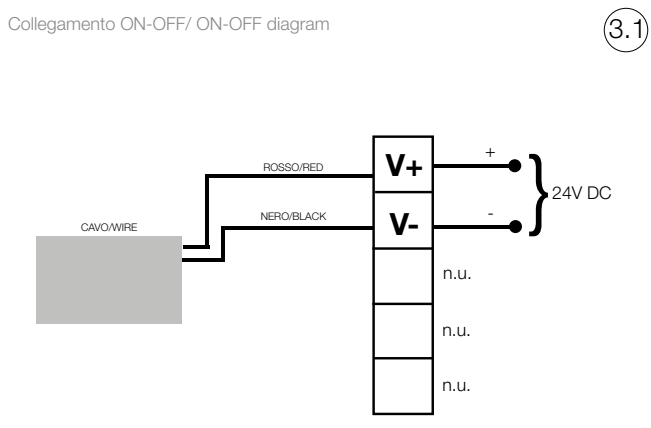 Collegamento ON-OFF/ ON-OFF diagram
3.1
ROSSO/RED
V+
+
24V DC
NERO/BLACK
V-
-
CAVO/WIRE
n.u.
n.u.
n.u.